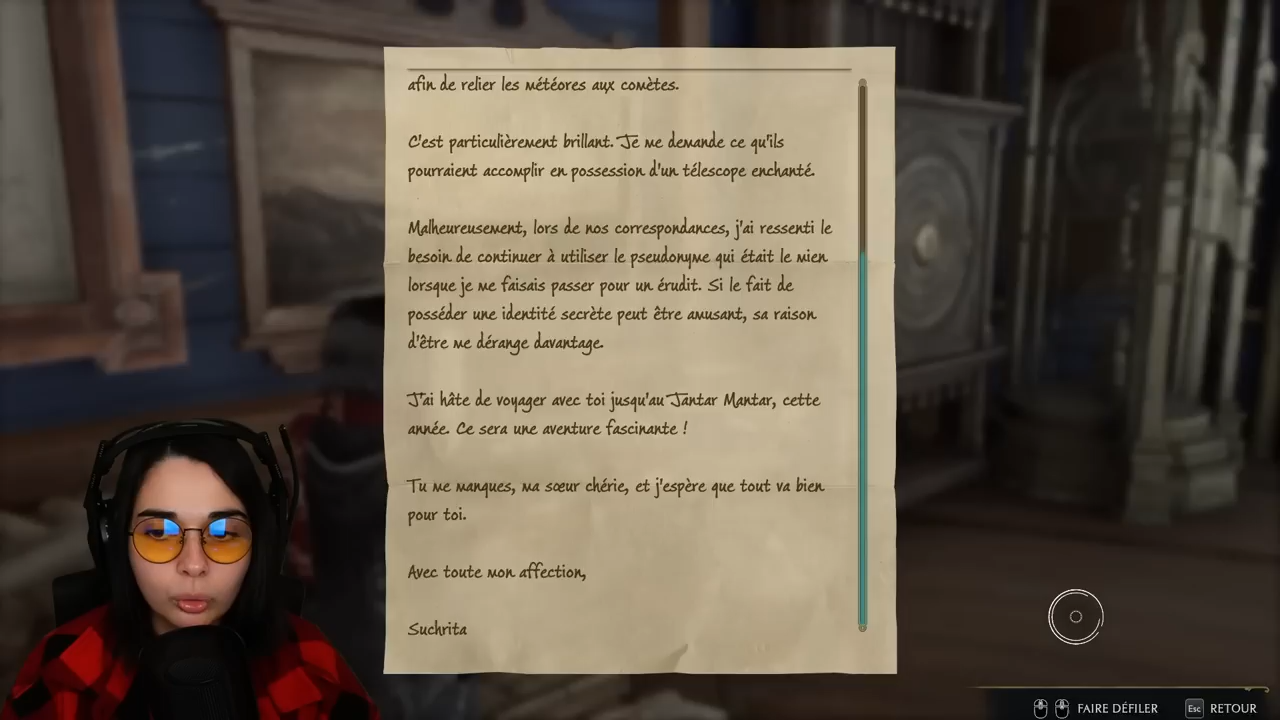 afin de relier les météores aux comètes.
C'est particulièrement brillant. Je me demande ce qu'ils
pourraient accomplir en possession d'un télescope enchanté.
Malheureusement, lors de nos correspondances, j'ai ressenti le
besoin de continuer à utiliser le pseudonyme qui était le mien
lorsque je me faisais passer pour un érudit. Si le fait de
posséder une identité secrète peut être amusant, sa raison
d'être me dérange davantage.
J'ai hâte de voyager avec toi jusqu'au Jantar Mantar, cette
année. Ce sera une aventure fascinante !
Tu me manques, ma sœur chérie, et j'espère que tout va bien
pour toi.
Avec toute mon affection,
Suchrita
FAIRE DÉFILER
Esc RETOUR